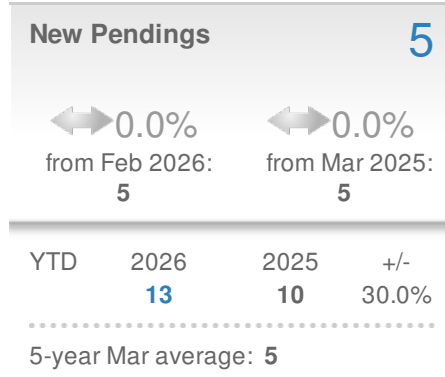 New Pendings 5
0.0% 0.0%
from Feb 2026: from Mar 2025:
5 5
YTD 2026 2025 +/-
13 10 30.0%
5-year Mar average: 5